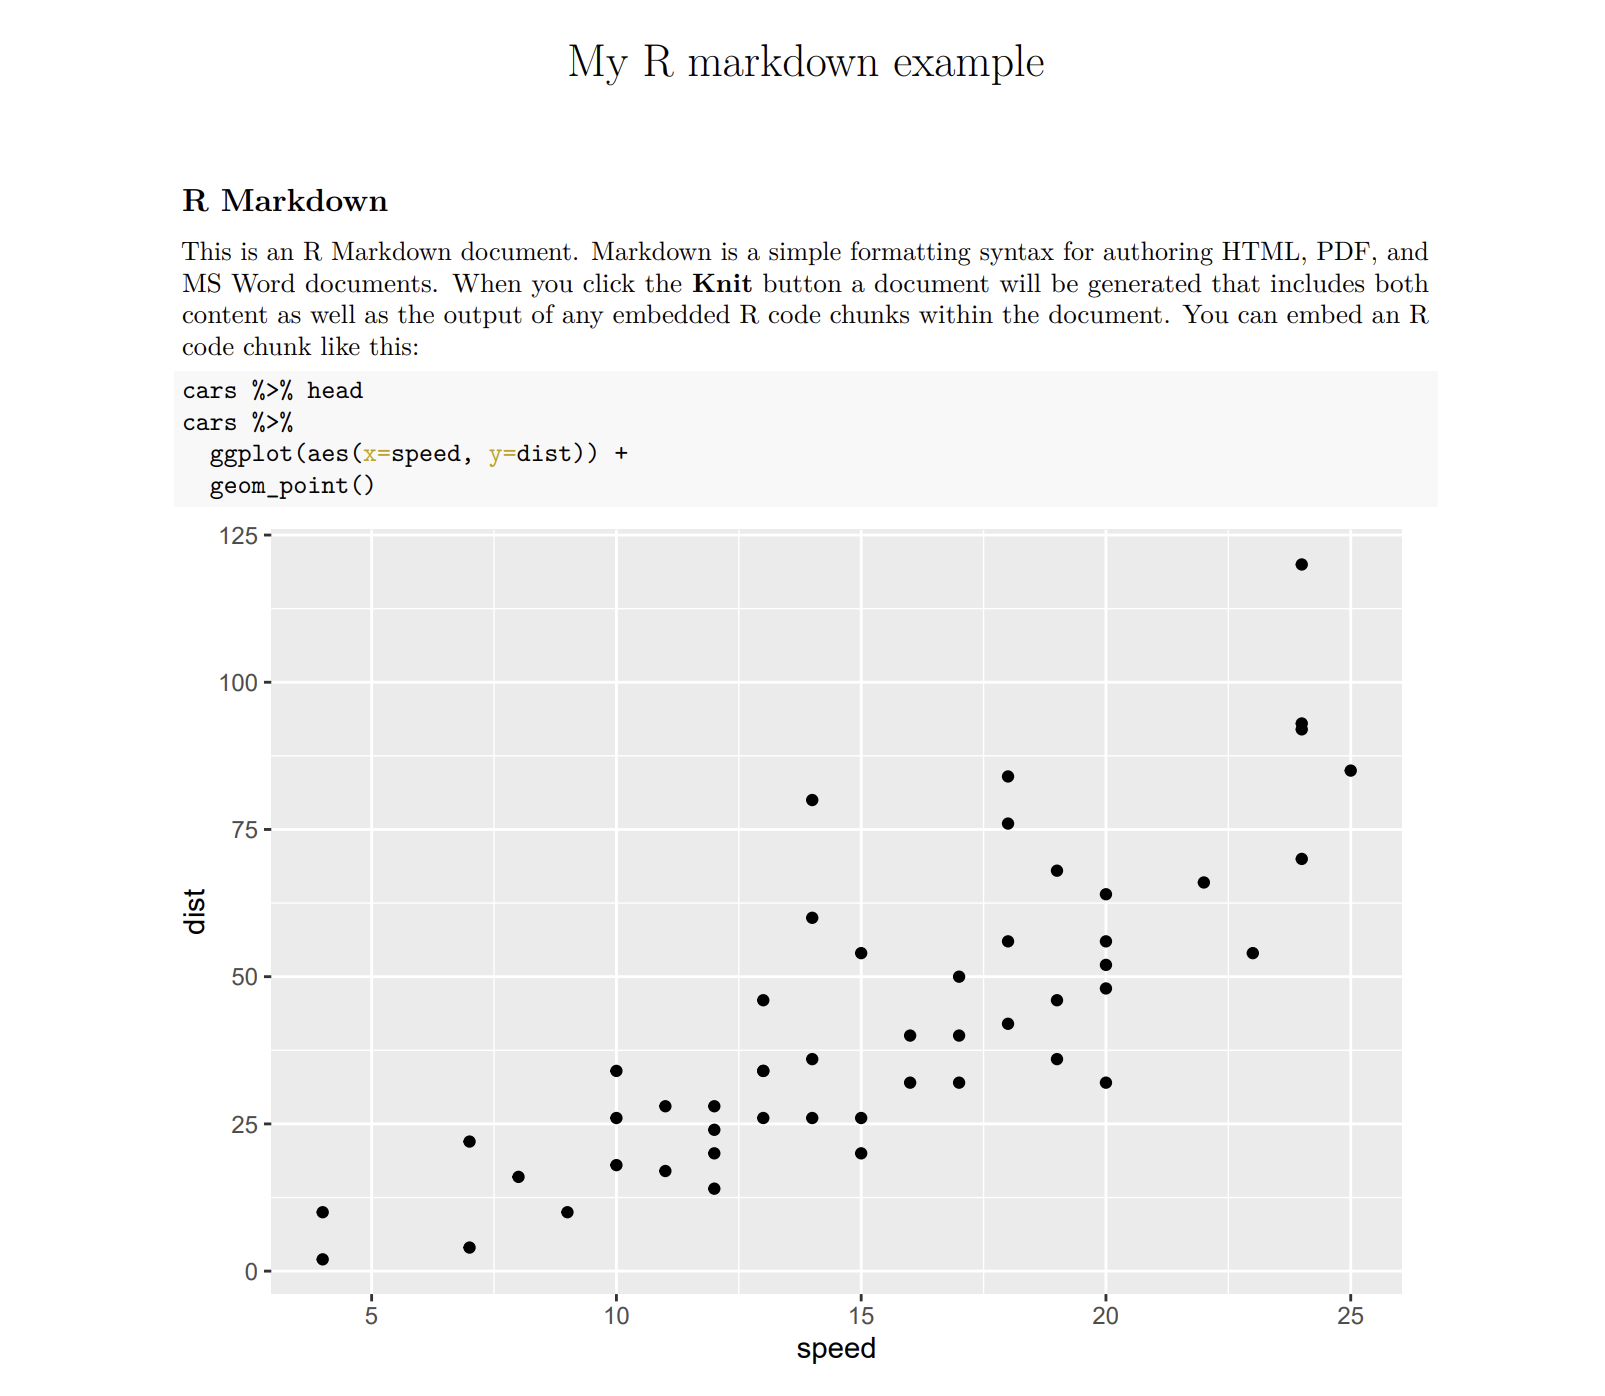 My R markdown example
R Markdown
This is an R Markdown document. Markdown is a simple formatting syntax for authoring HTML, PDF, and
MS Word documents. When you click the Knit button a document will be generated that includes both
content as well as the output of any embedded R code chunks within the document. You can embed an R
code chunk like this:
cars %>% head
cars %>%
  ggplot(aes(x=speed, y=dist)) +
  geom_point()
125
100
75
50
25
0
dist
5 10 15 20 25
speed